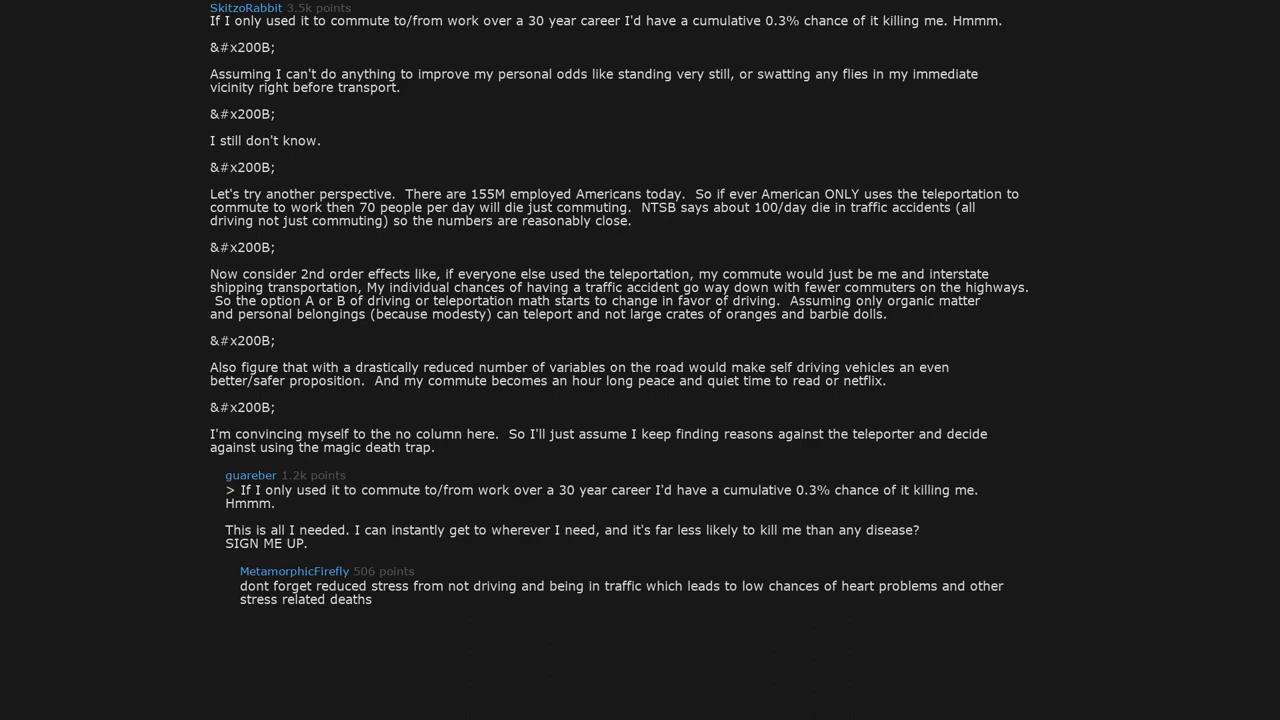 SkitzoRabbit 3.5k points
If I only used it to commute to/from work over a 30 year career I'd have a cumulative 0.3% chance of it killing me. Hmmm.
&#x200B;
Assuming I can't do anything to improve my personal odds like standing very still, or swatting any flies in my immediate
vicinity right before transport.
&#x200B;
I still don't know.
&#x200B;
Let's try another perspective.  There are 155M employed Americans today.  So if ever American ONLY uses the teleportation to
commute to work then 70 people per day will die just commuting.  NTSB says about 100/day die in traffic accidents (all
driving not just commuting) so the numbers are reasonably close.
&#x200B;
Now consider 2nd order effects like, if everyone else used the teleportation, my commute would just be me and interstate
shipping transportation, My individual chances of having a traffic accident go way down with fewer commuters on the highways.
So the option A or B of driving or teleportation math starts to change in favor of driving.  Assuming only organic matter
and personal belongings (because modesty) can teleport and not large crates of oranges and barbie dolls.
&#x200B;
Also figure that with a drastically reduced number of variables on the road would make self driving vehicles an even
better/safer proposition.  And my commute becomes an hour long peace and quiet time to read or netflix.
&#x200B;
I'm convincing myself to the no column here.  So I'll just assume I keep finding reasons against the teleporter and decide
against using the magic death trap.
guareber 1.2k points
> If I only used it to commute to/from work over a 30 year career I'd have a cumulative 0.3% chance of it killing me.
Hmmm.
This is all I needed. I can instantly get to wherever I need, and it's far less likely to kill me than any disease?
SIGN ME UP.
MetamorphicFirefly 506 points
dont forget reduced stress from not driving and being in traffic which leads to low chances of heart problems and other
stress related deaths